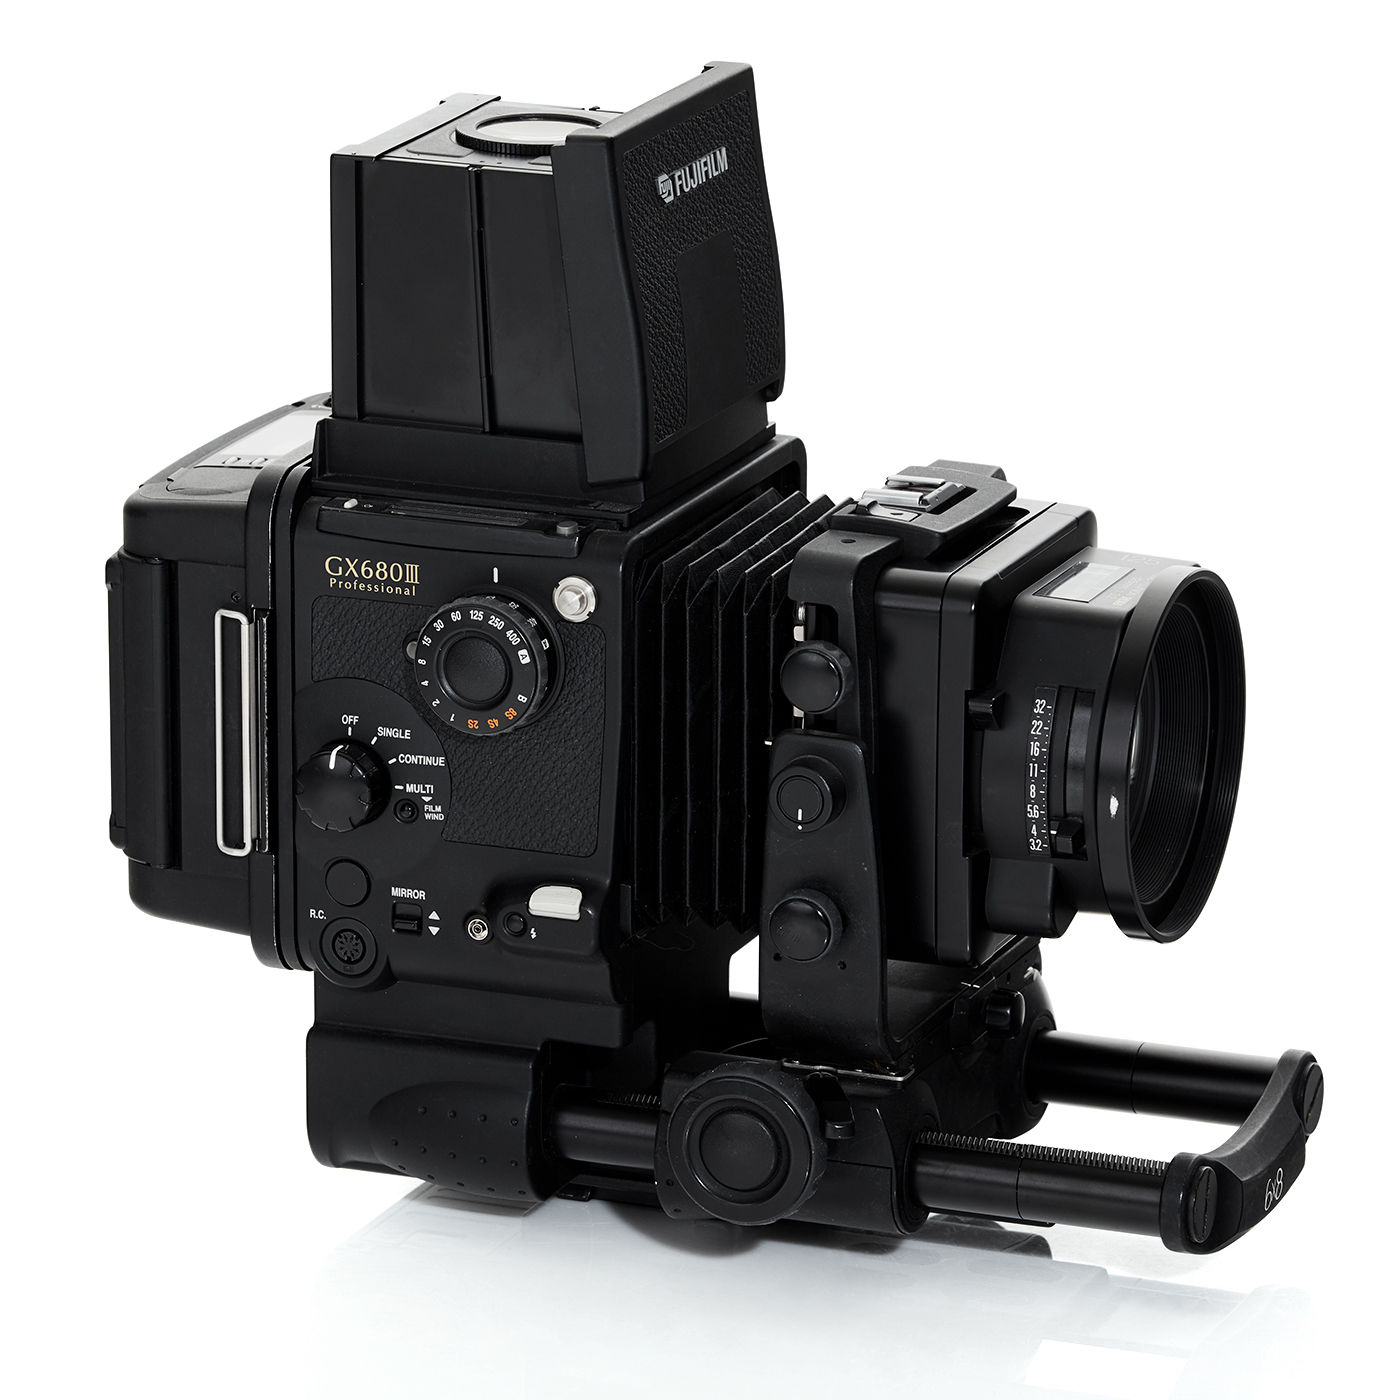 FUJIFILM
GX680III
Professional
8 15 30 60 125 250 400 A
B 8S 4S 2S 1 2 4
OFF
SINGLE
CONTINUE
MULTI
FILM
WIND
MIRROR
R.C.
32
22
16
11
8
5.6
4
3.2
6x8